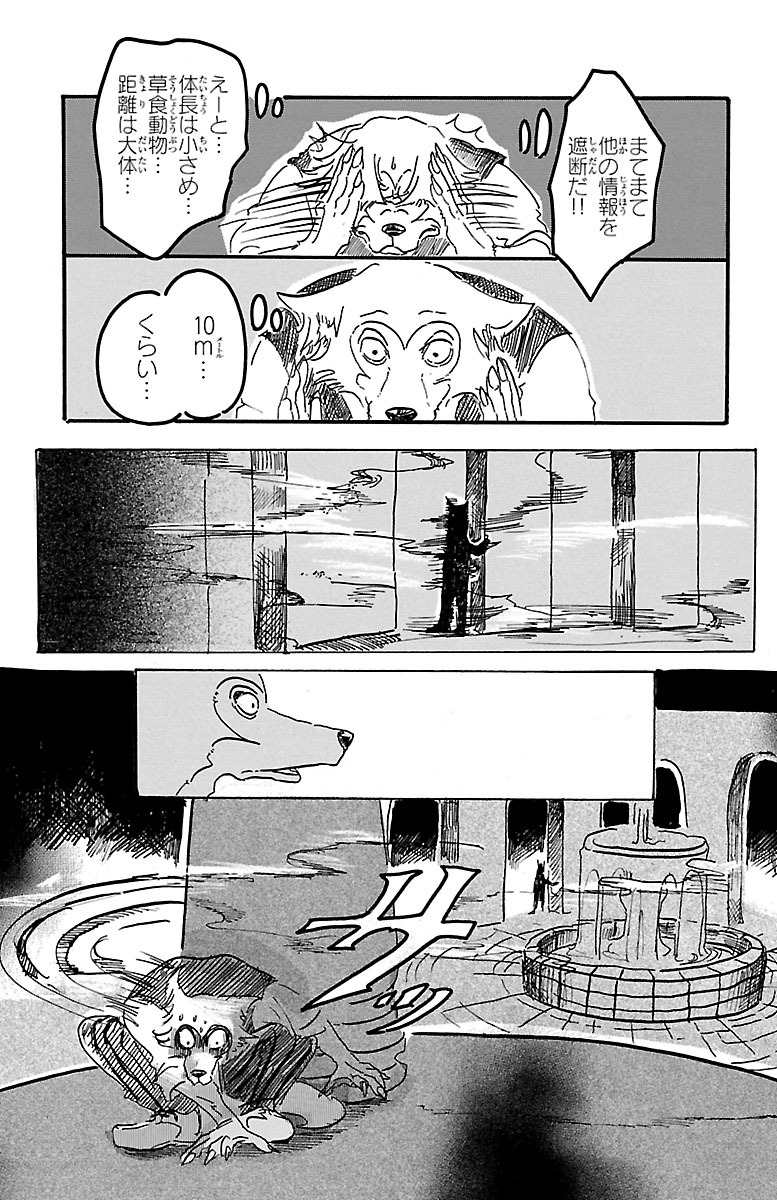 まてまて
他の情報を
遮断だ!!
えーと…
体長は小さめ…
草食動物…
距離は大体…
10m…
くらい…
ザッ